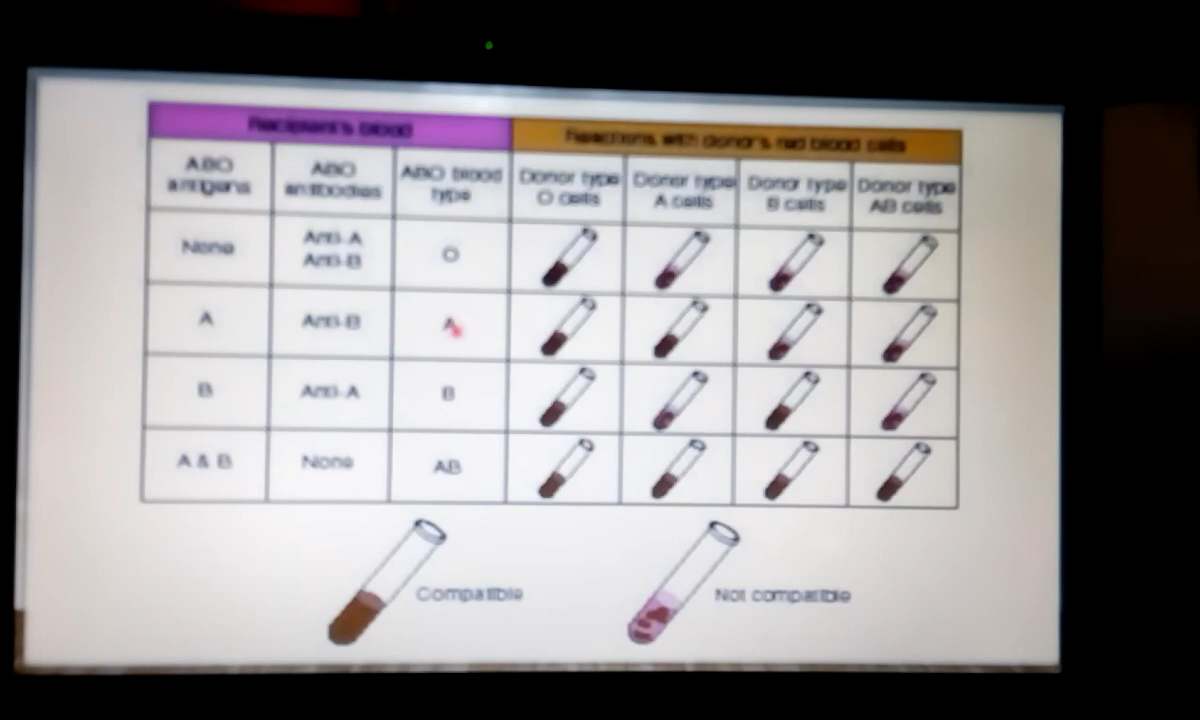 Recipient's blood
Reactions with donor's red blood cells
ABO antigens
ABO antibodies
ABO blood type
Donor type O cells
Donor type A cells
Donor type B cells
Donor type AB cells
None
Anti-A
Anti-B
O
A
Anti-B
A
B
Anti-A
B
A & B
None
AB
Compatible
Not compatible